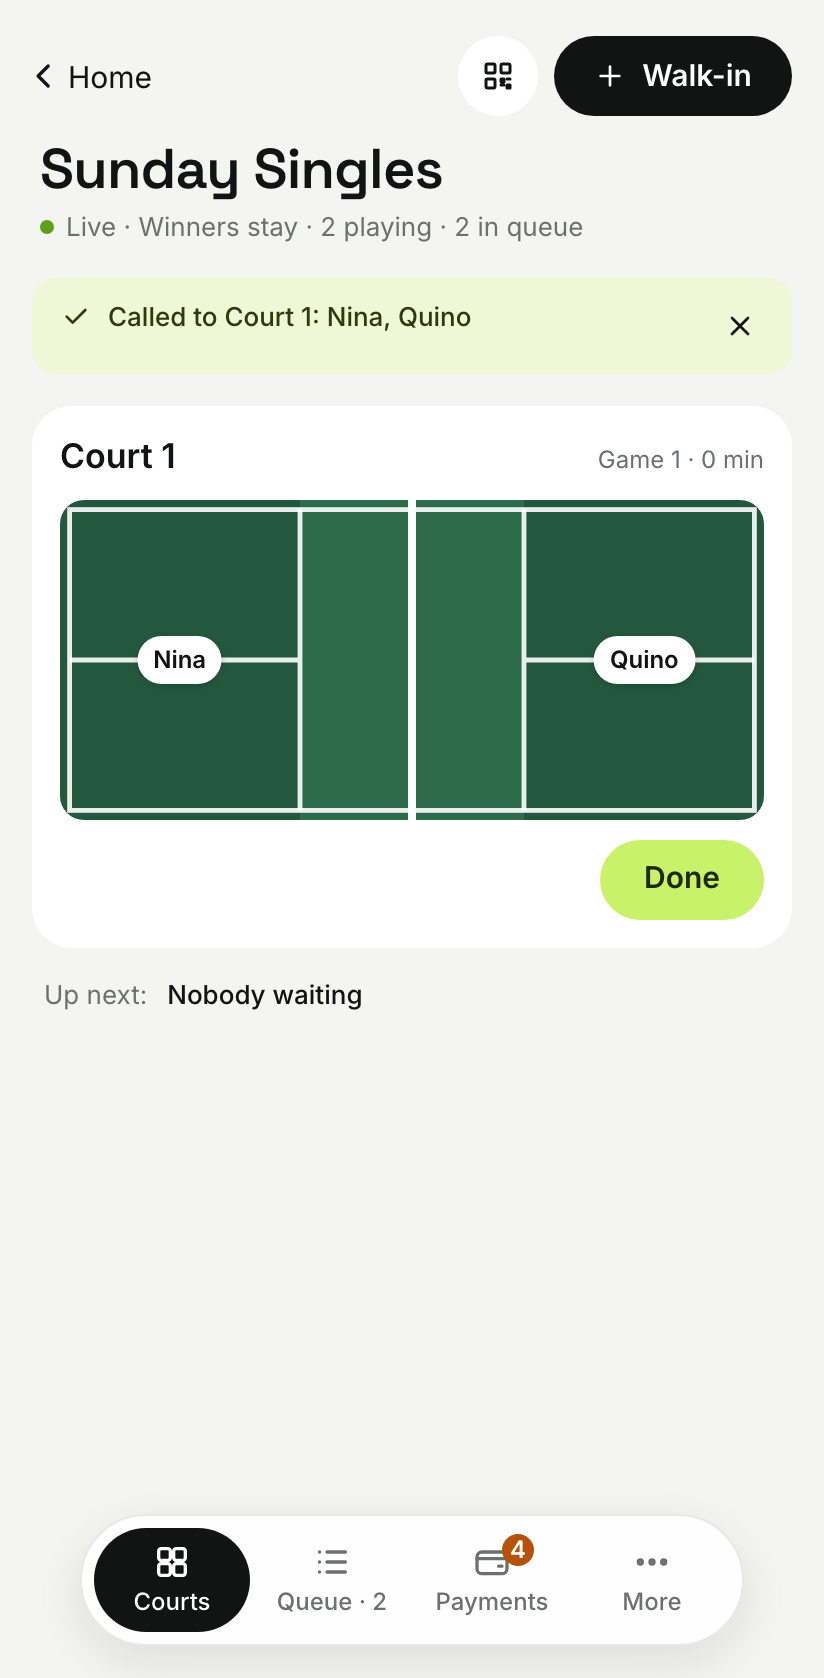 Home
Walk-in
Sunday Singles
Live · Winners stay · 2 playing · 2 in queue
Called to Court 1: Nina, Quino
Court 1
Game 1 · 0 min
Nina
Quino
Done
Up next: Nobody waiting
4
Courts
Queue · 2
Payments
More